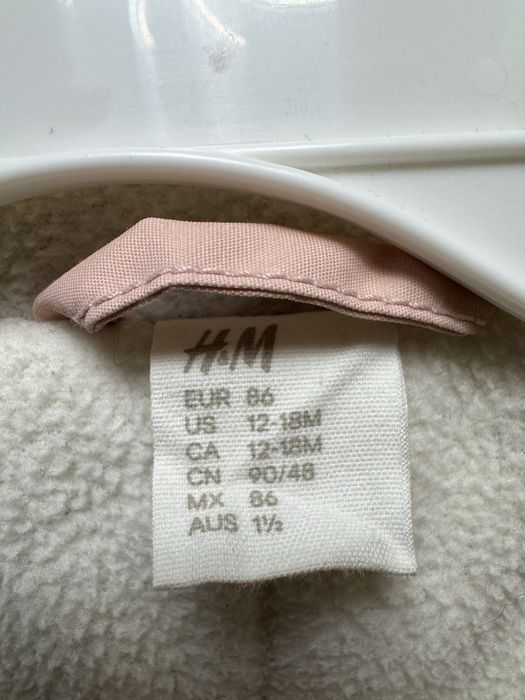 H&M
EUR 86
US 12-18M
CA 12-18M
CN 90/48
MX 86
AUS 1½